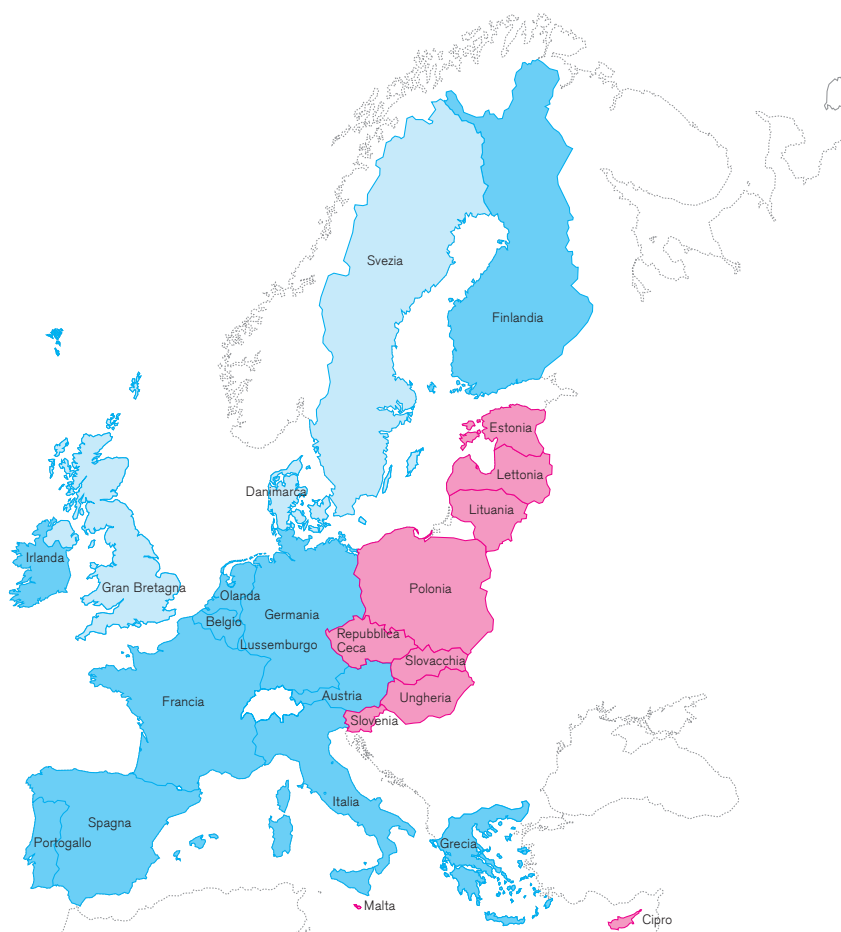 Svezia
Finlandia
Estonia
Lettonia
Danimarca
Lituania
Irlanda
Gran Bretagna
Polonia
Olanda
Germania
Belgio
Repubblica
Ceca
Lussemburgo
Slovacchia
Austria
Ungheria
Francia
Slovenia
Italia
Spagna
Portogallo
Grecia
Malta
Cipro